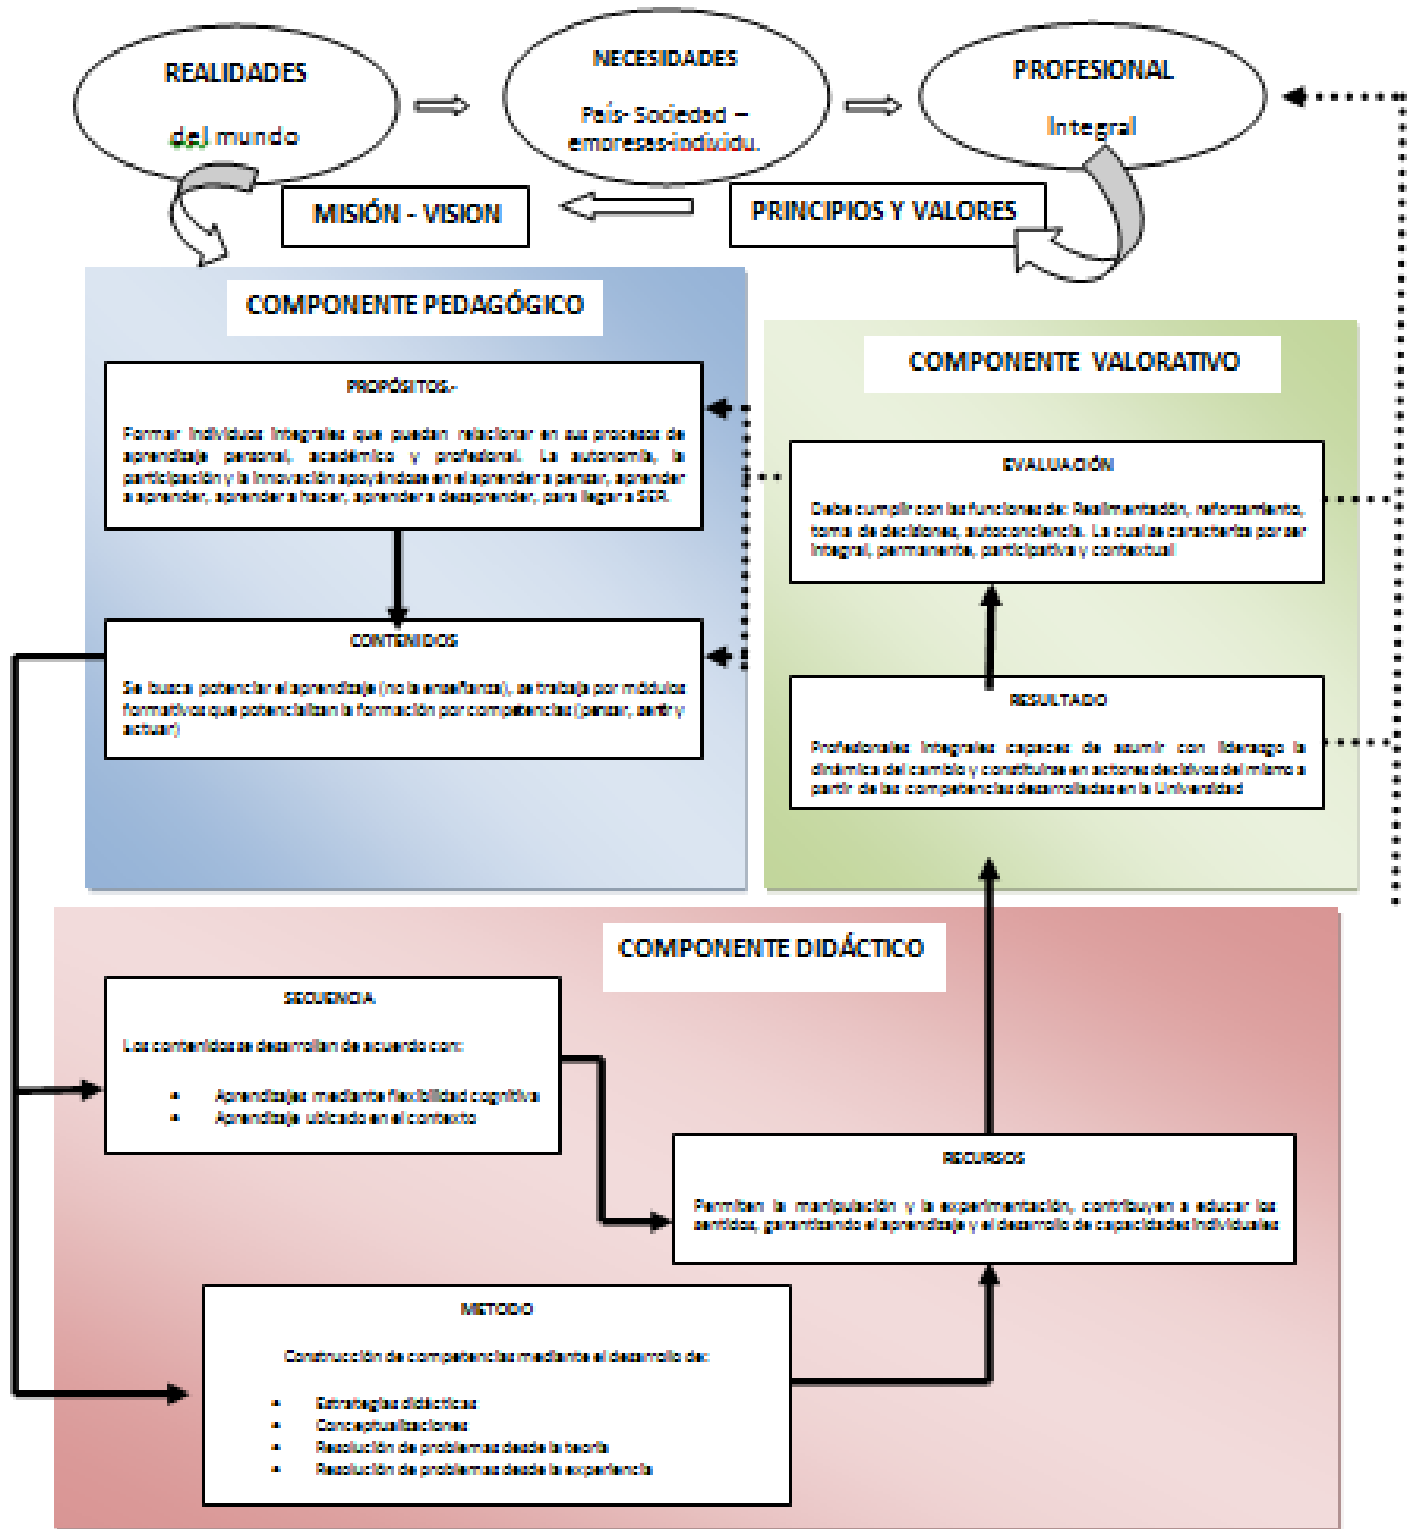 REALIDADES
del mundo
NECESIDADES
País- Sociedad –
empresas-individu.
PROFESIONAL
Integral
MISIÓN - VISION
PRINCIPIOS Y VALORES
COMPONENTE PEDAGÓGICO
PROPÓSITOS.-
Formar individuos integrales que puedan relacionar en sus procesos de
aprendizaje personal, académico y profesional. La autonomía, la
participación y la innovación apoyándose en el aprender a pensar, aprender
a aprender, aprender a hacer, aprender a desaprender, para llegar a SER.
CONTENIDOS
Se busca potenciar el aprendizaje (no la enseñanza), se trabaja por módulos
formativos que potencializan la formación por competencias (pensar, sentir y
actuar)
COMPONENTE VALORATIVO
EVALUACIÓN
Debe cumplir con las funciones de: Realimentación, reforzamiento,
toma de decisiones, autoconciencia. La cual se caracteriza por ser
integral, permanente, participativa y contextual
RESULTADO
Profesionales integrales capaces de asumir con liderazgo la
dinámica del cambio y constituirse en actores decisivos del mismo a
partir de las competencias desarrolladas en la Universidad
COMPONENTE DIDÁCTICO
SECUENCIA
Los contenidos se desarrollan de acuerdo con:
• Aprendizajes mediante flexibilidad cognitiva
• Aprendizaje ubicado en el contexto
RECURSOS
Permiten la manipulación y la experimentación, contribuyen a educar los
sentidos, garantizando el aprendizaje y el desarrollo de capacidades individuales
METODO
Construcción de competencias mediante el desarrollo de:
• Estrategias didácticas
• Conceptualizaciones
• Resolución de problemas desde la teoría
• Resolución de problemas desde la experiencia